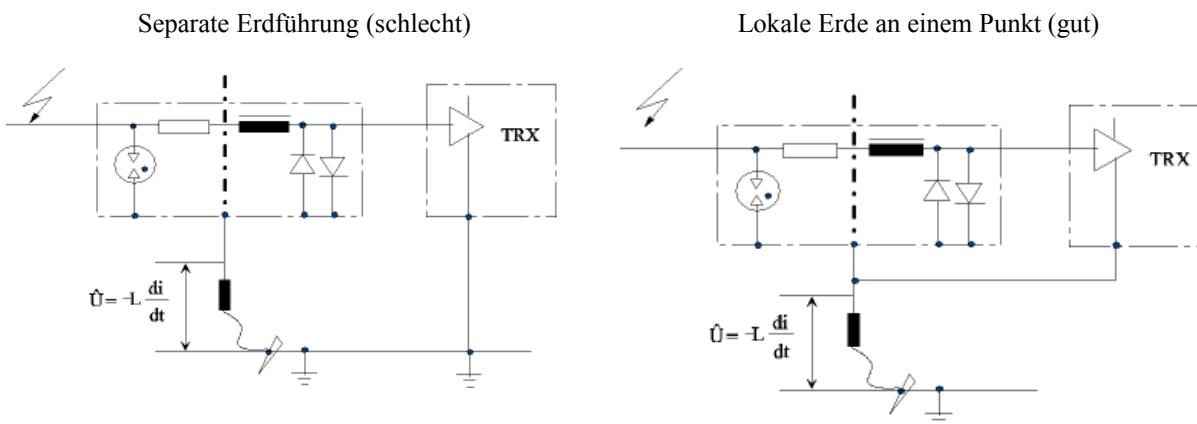 Separate Erdführung (schlecht)
Lokale Erde an einem Punkt (gut)
TRX
Û = -L di/dt
TRX
Û = -L di/dt